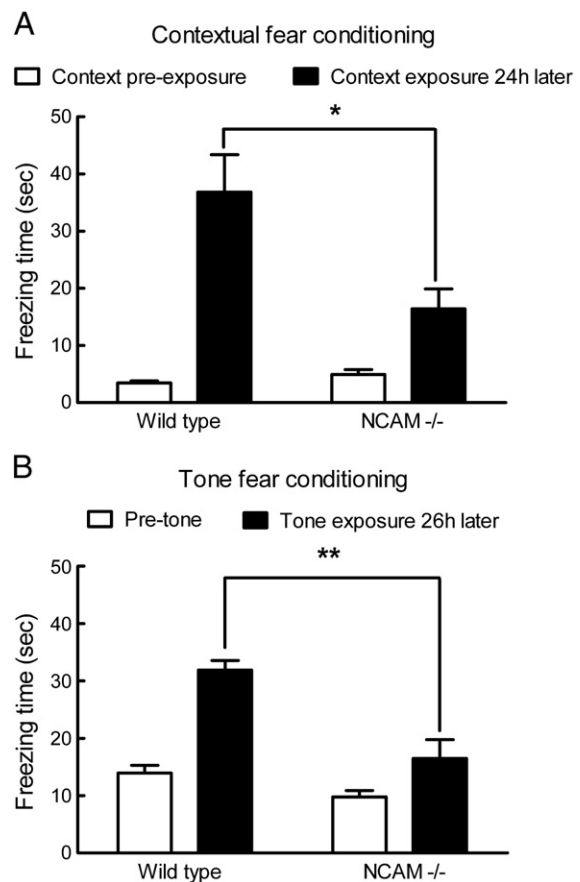 A
Contextual fear conditioning
Context pre-exposure Context exposure 24h later
Freezing time (sec)
50
40
30
20
10
0
*
Wild type NCAM -/-
B
Tone fear conditioning
Pre-tone Tone exposure 26h later
Freezing time (sec)
50
40
30
20
10
0
**
Wild type NCAM -/-